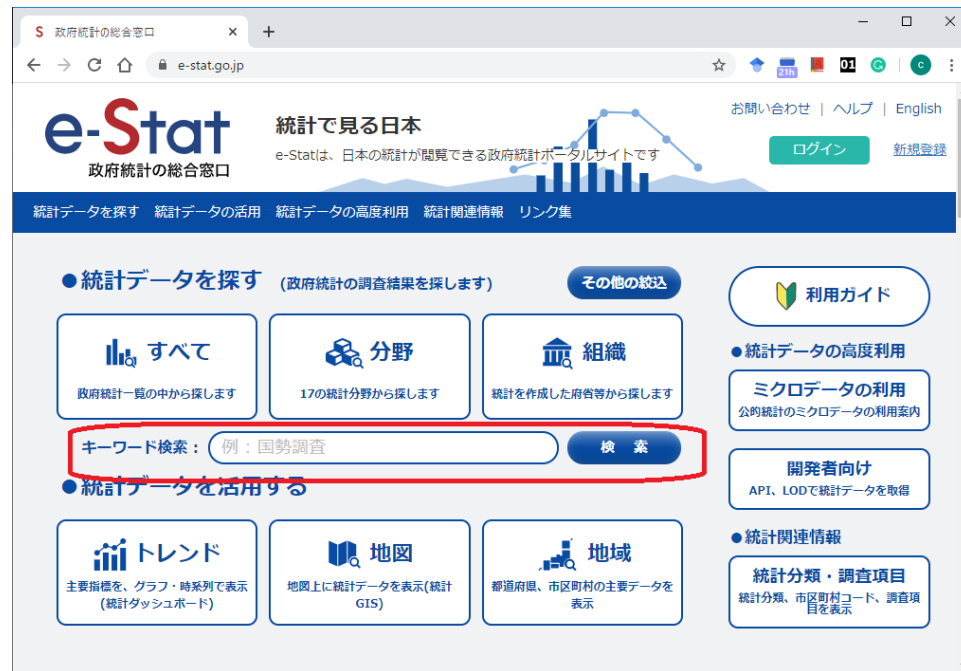 S 政府統計の総合窓口
e-stat.go.jp
21h
01
G
C
e-Stat
政府統計の総合窓口
統計で見る日本
e-Statは、日本の統計が閲覧できる政府統計ポータルサイトです
お問い合わせ | ヘルプ | English
ログイン 新規登録
統計データを探す 統計データの活用 統計データの高度利用 統計関連情報 リンク集
●統計データを探す (政府統計の調査結果を探します) その他の絞込
すべて
政府統計一覧の中から探します
分野
17の統計分野から探します
組織
統計を作成した府省等から探します
キーワード検索： 例：国勢調査 検 索
●統計データを活用する
トレンド
主要指標を、グラフ・時系列で表示
(統計ダッシュボード)
地図
地図上に統計データを表示(統計
GIS)
地域
都道府県、市区町村の主要データを
表示
利用ガイド
●統計データの高度利用
ミクロデータの利用
公的統計のミクロデータの利用案内
開発者向け
API、LODで統計データを取得
●統計関連情報
統計分類・調査項目
統計分類、市区町村コード、調査項
目を表示